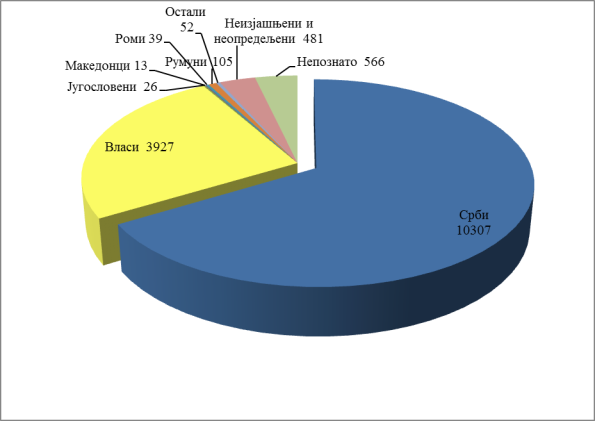 Остали
52
Неизјашњени и
неопредељени 481
Роми 39
Румуни 105
Непознато 566
Македонци 13
Југословени 26
Власи 3927
Срби
10307